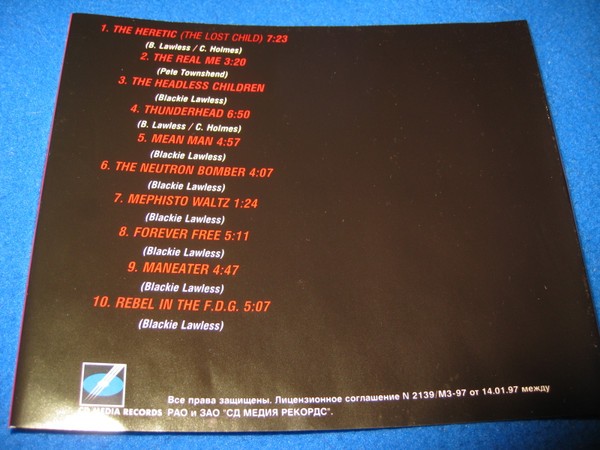 1. THE HERETIC (THE LOST CHILD) 7:23
(B. Lawless / C. Holmes)
2. THE REAL ME 3:20
(Pete Townshend)
3. THE HEADLESS CHILDREN
(Blackie Lawless)
4. THUNDERHEAD 6:50
(B. Lawless / C. Holmes)
5. MEAN MAN 4:57
(Blackie Lawless)
6. THE NEUTRON BOMBER 4:07
(Blackie Lawless)
7. MEPHISTO WALTZ 1:24
(Blackie Lawless)
8. FOREVER FREE 5:11
(Blackie Lawless)
9. MANEATER 4:47
(Blackie Lawless)
10. REBEL IN THE F.D.G. 5:07
(Blackie Lawless)
Все права защищены. Лицензионное соглашение N 2139/МЗ-97 от 14.01.97 между
CD MEDIA RECORDS РАО и ЗАО "СД МЕДИЯ РЕКОРДС".